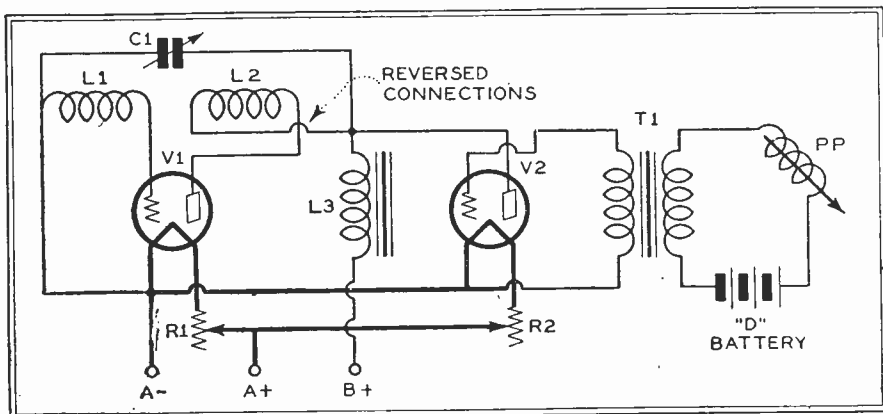 C1
L1
L2
REVERSED
CONNECTIONS
T1
PP
V1
V2
L3
R1
R2
"D"
BATTERY
A-
A+
B+